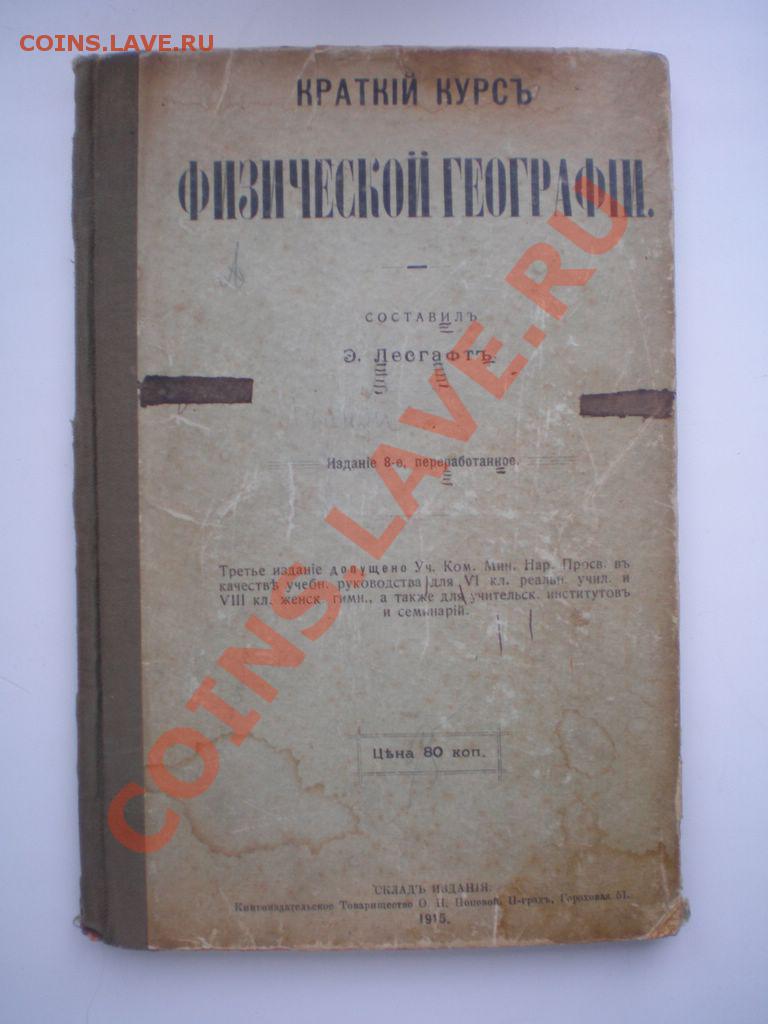 COINS.LAVE.RU
КРАТКІЙ КУРСЪ
ФИЗИЧЕСКОЙ ГЕОГРАФІИ.
СОСТАВИЛЪ
Э. Лесгафтъ.
Изданіе 8-е, переработанное.
Третье изданіе допущено Уч. Ком. Мин. Нар. Просв. въ
качествѣ учебн. руководства для VI кл. реальн. учил. и
VIII кл. женск. гимн., а также для учительск. институтовъ
и семинарій.
Цѣна 80 коп.
СКЛАДЪ ИЗДАНІЯ:
Книгоиздательское Товарищество О. Н. Поповой, П-градъ, Гороховая 51.
1915.
COINS LAVE.RU